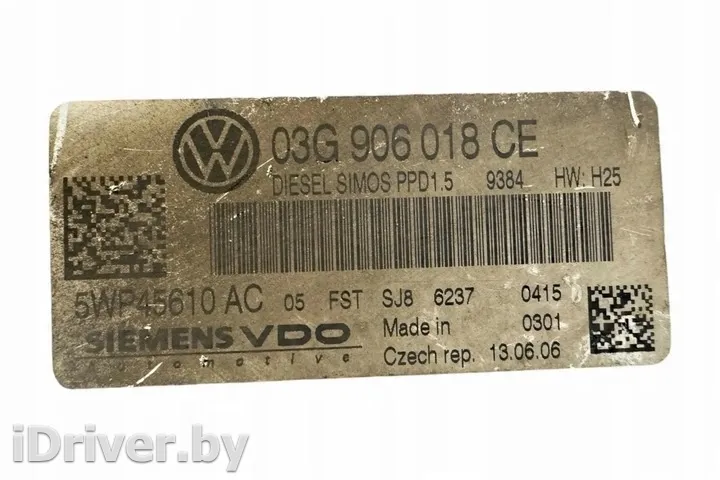 03G 906 018 CE
DIESEL SIMOS PPD1.5 9384 HW: H25
5WP45610 AC 05 FST SJ8 6237 0415
SIEMENS VDO Made in 0301
Automotive Czech rep. 13.06.06
iDriver.by